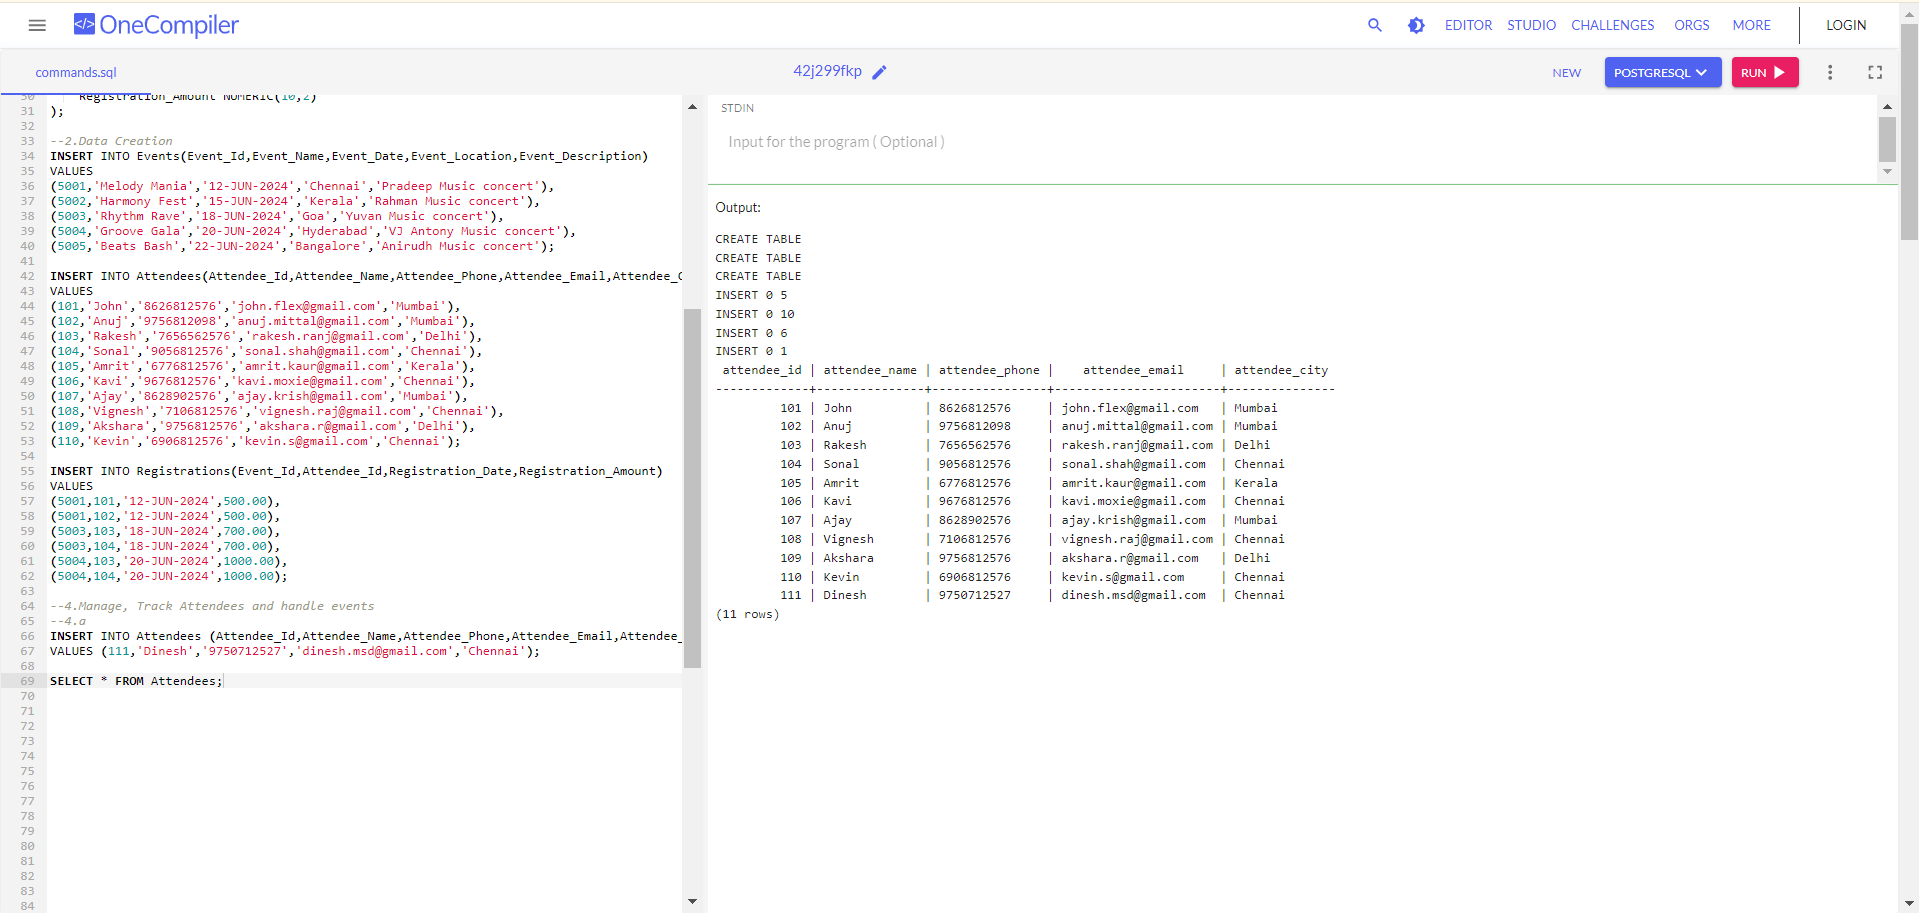 OneCompiler
EDITOR STUDIO CHALLENGES ORGS MORE LOGIN
commands.sql
42j299fkp
NEW POSTGRESQL RUN
30 Registration_Amount NUMERIC(10,2)
31 );
32
33 --2.Data Creation
34 INSERT INTO Events(Event_Id,Event_Name,Event_Date,Event_Location,Event_Description)
35 VALUES
36 (5001,'Melody Mania','12-JUN-2024','Chennai','Pradeep Music concert'),
37 (5002,'Harmony Fest','15-JUN-2024','Kerala','Rahman Music concert'),
38 (5003,'Rhythm Rave','18-JUN-2024','Goa','Yuvan Music concert'),
39 (5004,'Groove Gala','20-JUN-2024','Hyderabad','VJ Antony Music concert'),
40 (5005,'Beats Bash','22-JUN-2024','Bangalore','Anirudh Music concert');
41
42 INSERT INTO Attendees(Attendee_Id,Attendee_Name,Attendee_Phone,Attendee_Email,Attendee_C
43 VALUES
44 (101,'John','8626812576','john.flex@gmail.com','Mumbai'),
45 (102,'Anuj','9756812098','anuj.mittal@gmail.com','Mumbai'),
46 (103,'Rakesh','7656562576','rakesh.ranj@gmail.com','Delhi'),
47 (104,'Sonal','9056812576','sonal.shah@gmail.com','Chennai'),
48 (105,'Amrit','6776812576','amrit.kaur@gmail.com','Kerala'),
49 (106,'Kavi','9676812576','kavi.moxie@gmail.com','Chennai'),
50 (107,'Ajay','8628902576','ajay.krish@gmail.com','Mumbai'),
51 (108,'Vignesh','7106812576','vignesh.raj@gmail.com','Chennai'),
52 (109,'Akshara','9756812576','akshara.r@gmail.com','Delhi'),
53 (110,'Kevin','6906812576','kevin.s@gmail.com','Chennai');
54
55 INSERT INTO Registrations(Event_Id,Attendee_Id,Registration_Date,Registration_Amount)
56 VALUES
57 (5001,101,'12-JUN-2024',500.00),
58 (5001,102,'12-JUN-2024',500.00),
59 (5003,103,'18-JUN-2024',700.00),
60 (5003,104,'18-JUN-2024',700.00),
61 (5004,103,'20-JUN-2024',1000.00),
62 (5004,104,'20-JUN-2024',1000.00);
63
64 --4.Manage, Track Attendees and handle events
65 --4.a
66 INSERT INTO Attendees (Attendee_Id,Attendee_Name,Attendee_Phone,Attendee_Email,Attendee_
67 VALUES (111,'Dinesh','9750712527','dinesh.msd@gmail.com','Chennai');
68
69 SELECT * FROM Attendees;
70
71
72
73
74
75
76
77
78
79
80
81
82
83
84
STDIN
Input for the program ( Optional )
Output:
CREATE TABLE
CREATE TABLE
CREATE TABLE
INSERT 0 5
INSERT 0 10
INSERT 0 6
INSERT 0 1
attendee_id | attendee_name | attendee_phone | attendee_email | attendee_city
-------------+---------------+----------------+-----------------------+---------------
101 | John | 8626812576 | john.flex@gmail.com | Mumbai
102 | Anuj | 9756812098 | anuj.mittal@gmail.com | Mumbai
103 | Rakesh | 7656562576 | rakesh.ranj@gmail.com | Delhi
104 | Sonal | 9056812576 | sonal.shah@gmail.com | Chennai
105 | Amrit | 6776812576 | amrit.kaur@gmail.com | Kerala
106 | Kavi | 9676812576 | kavi.moxie@gmail.com | Chennai
107 | Ajay | 8628902576 | ajay.krish@gmail.com | Mumbai
108 | Vignesh | 7106812576 | vignesh.raj@gmail.com | Chennai
109 | Akshara | 9756812576 | akshara.r@gmail.com | Delhi
110 | Kevin | 6906812576 | kevin.s@gmail.com | Chennai
111 | Dinesh | 9750712527 | dinesh.msd@gmail.com | Chennai
(11 rows)